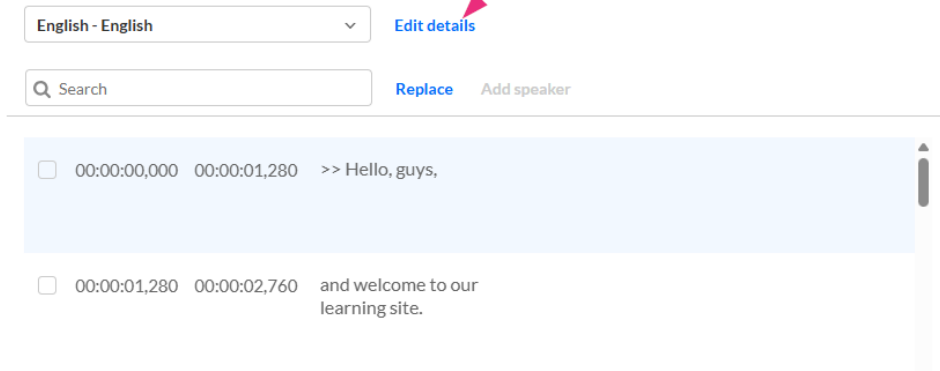 English - English Edit details
Search Replace Add speaker
00:00:00,000 00:00:01,280 >> Hello, guys,
00:00:01,280 00:00:02,760 and welcome to our
learning site.